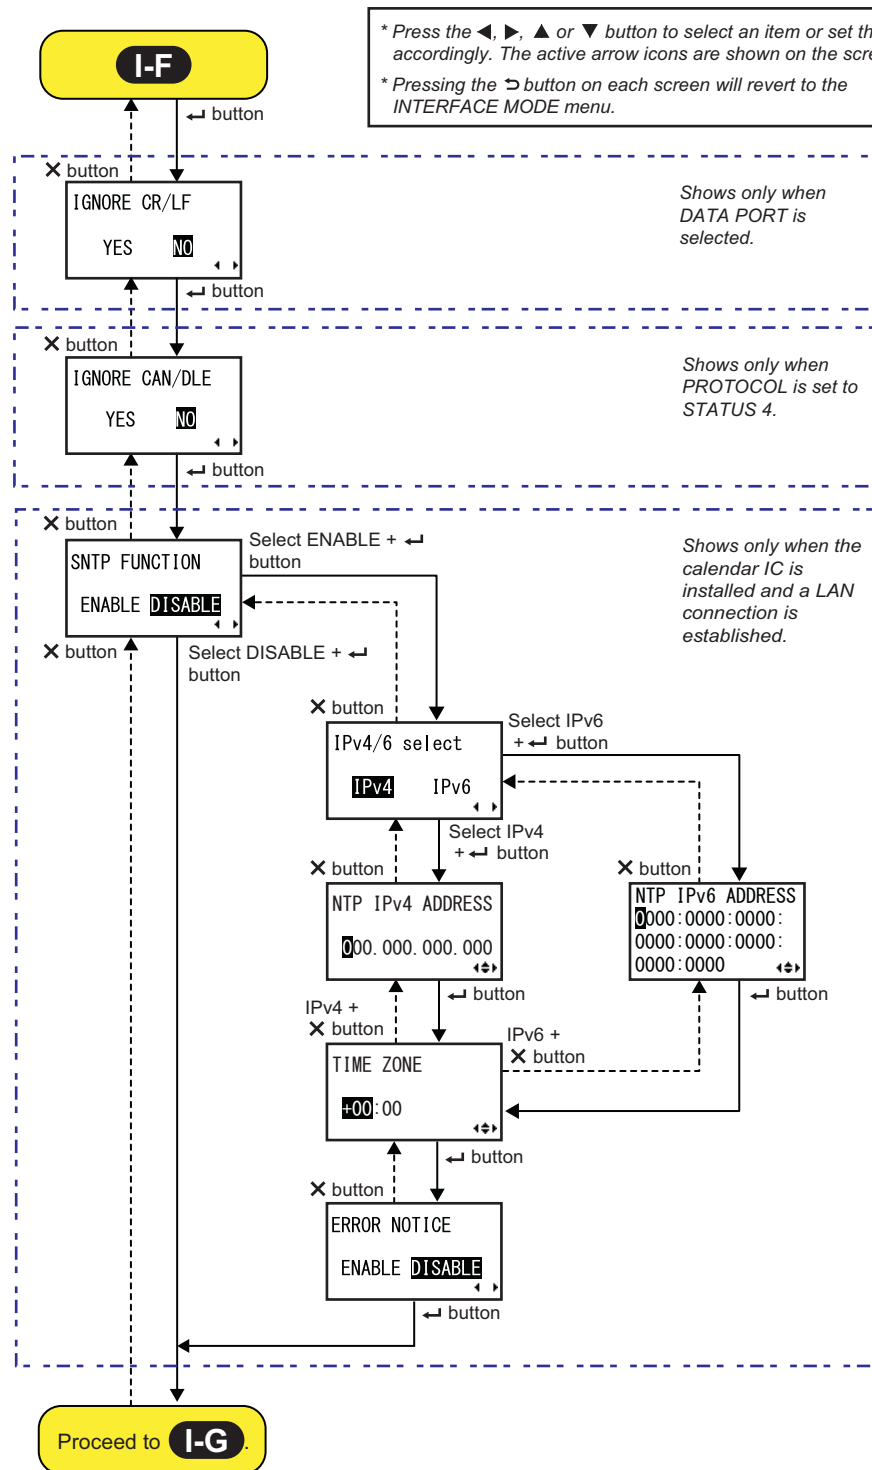 * Press the ◀, ▶, ▲ or ▼ button to select an item or set th
accordingly. The active arrow icons are shown on the scre
* Pressing the ⮌ button on each screen will revert to the
INTERFACE MODE menu.
I-F
↵ button
✕ button
IGNORE CR/LF
YES NO
Shows only when
DATA PORT is
selected.
↵ button
✕ button
IGNORE CAN/DLE
YES NO
Shows only when
PROTOCOL is set to
STATUS 4.
↵ button
✕ button
SNTP FUNCTION
ENABLE DISABLE
Select ENABLE + ↵
button
Shows only when the
calendar IC is
installed and a LAN
connection is
established.
✕ button
Select DISABLE + ↵
button
✕ button
IPv4/6 select
IPv4 IPv6
Select IPv6
+ ↵ button
Select IPv4
+ ↵ button
✕ button
NTP IPv4 ADDRESS
000.000.000.000
✕ button
NTP IPv6 ADDRESS
0000:0000:0000:
0000:0000:0000:
0000:0000
↵ button
↵ button
IPv4 +
✕ button
IPv6 +
✕ button
TIME ZONE
+00:00
↵ button
✕ button
ERROR NOTICE
ENABLE DISABLE
↵ button
Proceed to I-G.